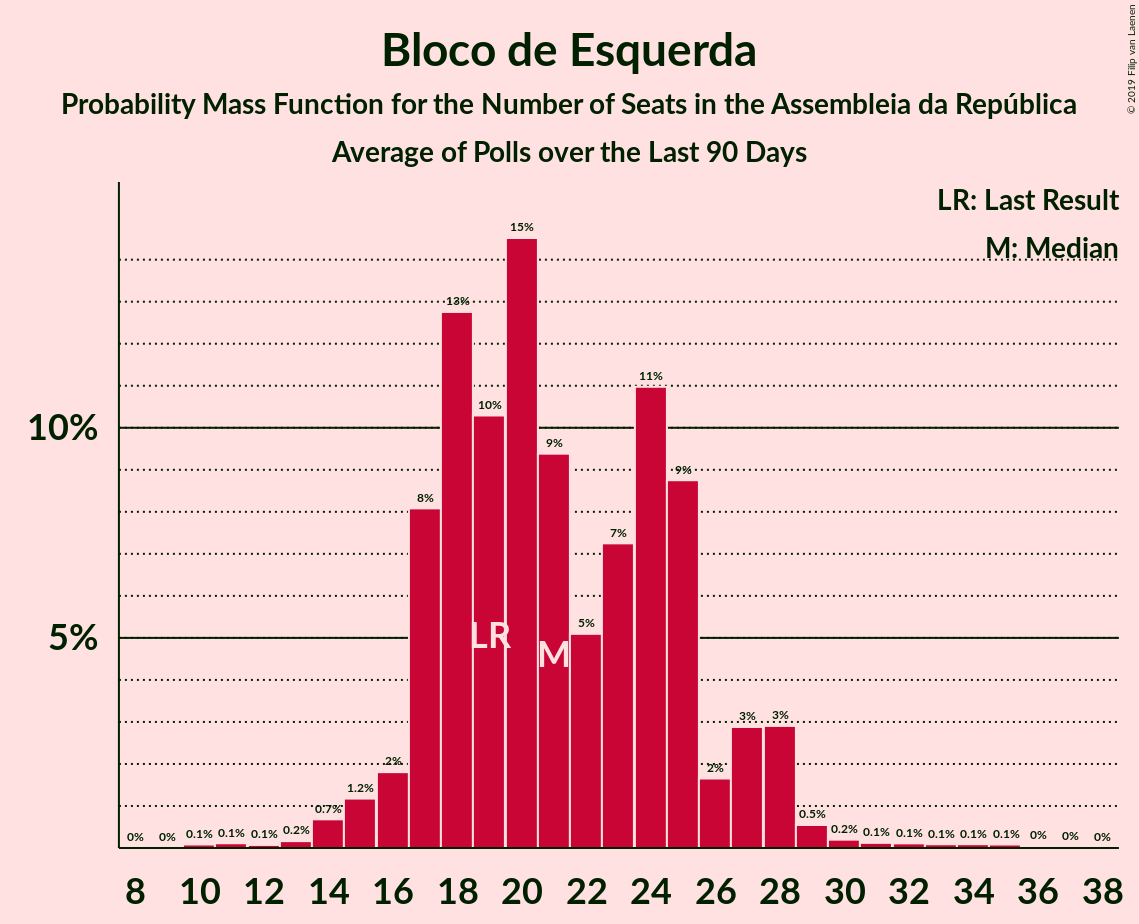 Bloco de Esquerda
Probability Mass Function for the Number of Seats in the Assembleia da República
Average of Polls over the Last 90 Days
© 2019 Filip van Laenen
LR: Last Result
M: Median
10%
5%
0% 0% 0.1% 0.1% 0.1% 0.2% 0.7% 1.2% 2% 8% 13% 10% 15% 9% 5% 7% 11% 9% 2% 3% 3% 0.5% 0.2% 0.1% 0.1% 0.1% 0.1% 0.1% 0% 0% 0%
LR M
8 10 12 14 16 18 20 22 24 26 28 30 32 34 36 38